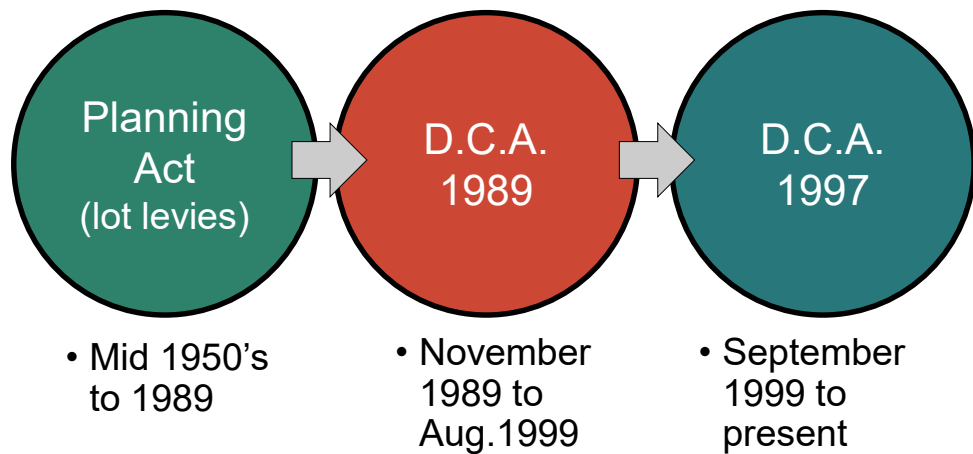 Planning
Act
(lot levies)
D.C.A.
1989
D.C.A.
1997
• Mid 1950’s
to 1989
• November
1989 to
Aug.1999
• September
1999 to
present